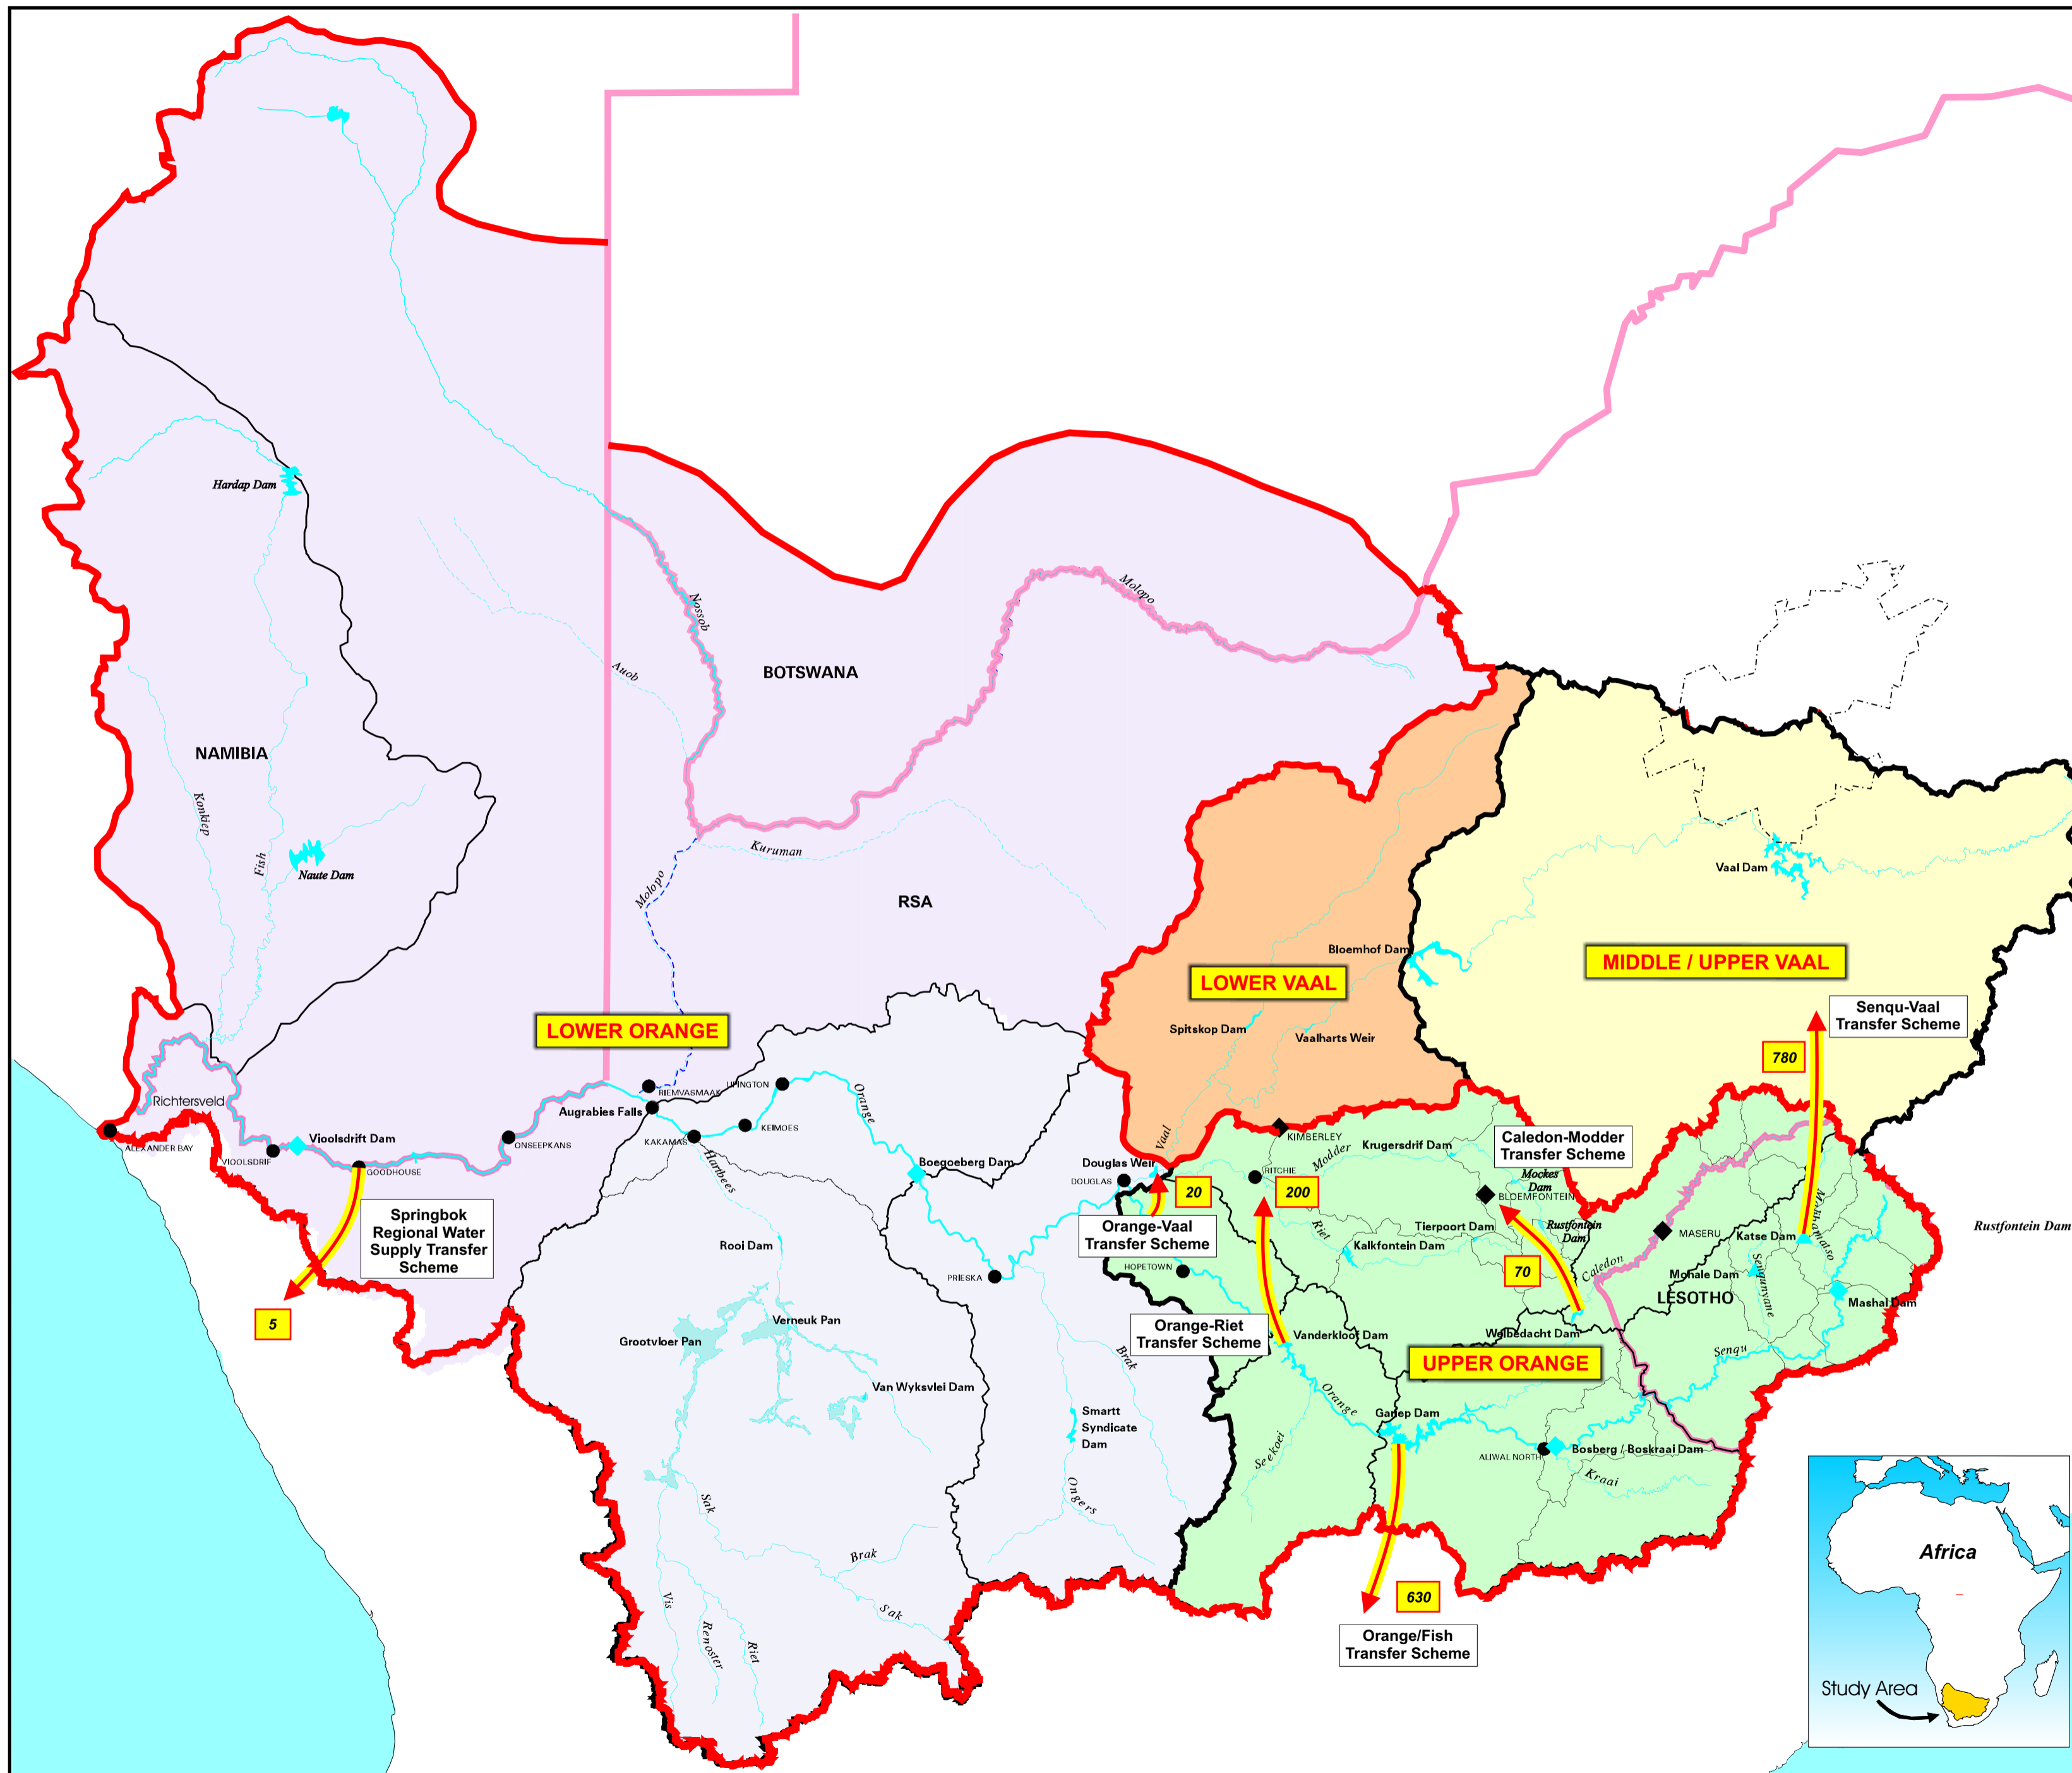 Hardap Dam
Nossob
Molopo
Auob
BOTSWANA
NAMIBIA
Konkiep
Fish
Naute Dam
Kuruman
Molopo
RSA
Vaal Dam
Bloemhof Dam
MIDDLE / UPPER VAAL
LOWER VAAL
Spitskop Dam
Vaalharts Weir
Senqu-Vaal
Transfer Scheme
780
LOWER ORANGE
Richtersveld
ALEXANDER BAY
VIOOLSDRIF
Vioolsdrift Dam
GOODHOUSE
ONSEEPKANS
RIEMVASMAAK
UPINGTON
Augrabies Falls
KAKAMAS
KEIMOES
Orange
Hartbees
Boegoeberg Dam
Vaal
Douglas Weir
DOUGLAS
20
KIMBERLEY
RITCHIE
Modder
Krugersdrif Dam
200
Caledon-Modder
Transfer Scheme
Mockes
Dam
BLOEMFONTEIN
Rustfontein
Dam
Tierpoort Dam
Riet
Kalkfontein Dam
70
Caledon
MASERU
Katse Dam
Mohale Dam
Senqunyane
LESOTHO
Mashai Dam
Rustfontein Dam
Springbok
Regional Water
Supply Transfer
Scheme
5
Orange-Vaal
Transfer Scheme
HOPETOWN
PRIESKA
Rooi Dam
Verneuk Pan
Grootvloer Pan
Van Wyksvlei Dam
Smartt
Syndicate
Dam
Brak
Ongers
Orange-Riet
Transfer Scheme
Vanderkloof Dam
Welbedacht Dam
UPPER ORANGE
Senqu
Orange
Gariep Dam
Seekoei
ALIWAL NORTH
Bosberg / Boskraai Dam
Kraai
Sak
Brak
Sak
Vis
Renoster
Riet
630
Orange/Fish
Transfer Scheme
Africa
Study Area